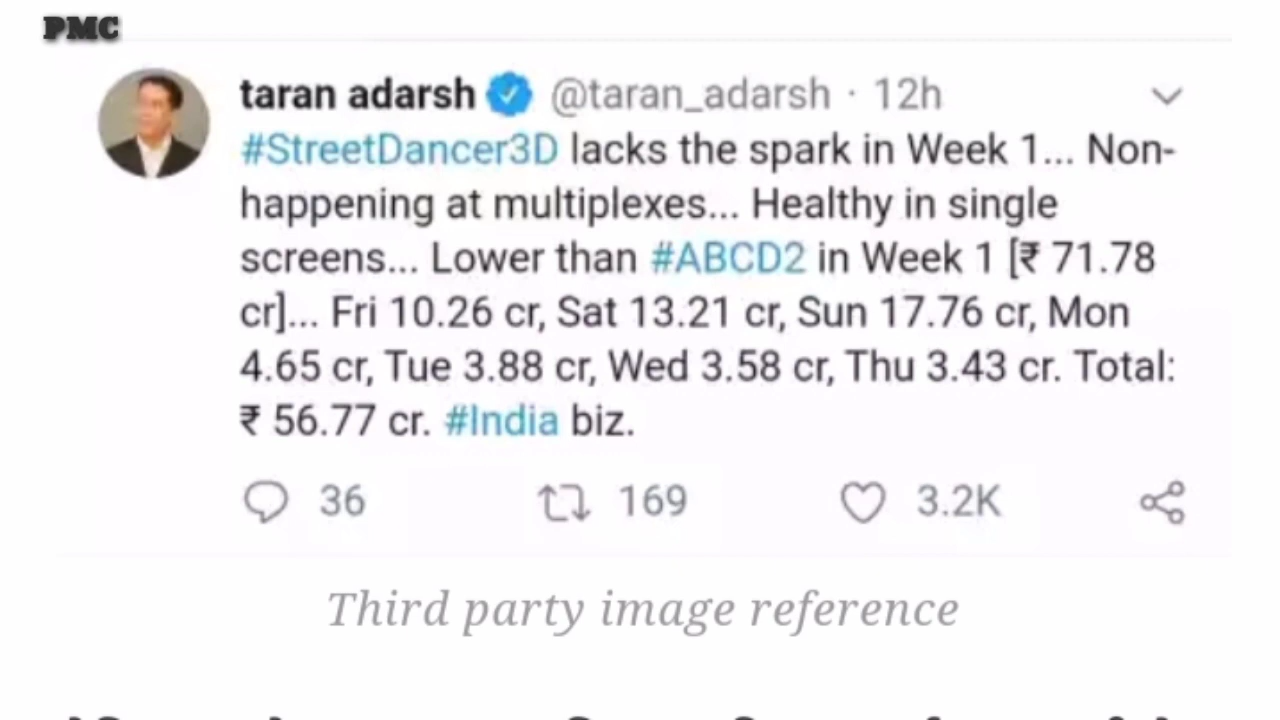 PMC
taran adarsh @taran_adarsh · 12h
#StreetDancer3D lacks the spark in Week 1... Non-
happening at multiplexes... Healthy in single
screens... Lower than #ABCD2 in Week 1 [₹ 71.78
cr]... Fri 10.26 cr, Sat 13.21 cr, Sun 17.76 cr, Mon
4.65 cr, Tue 3.88 cr, Wed 3.58 cr, Thu 3.43 cr. Total:
₹ 56.77 cr. #India biz.
36 169 3.2K
Third party image reference